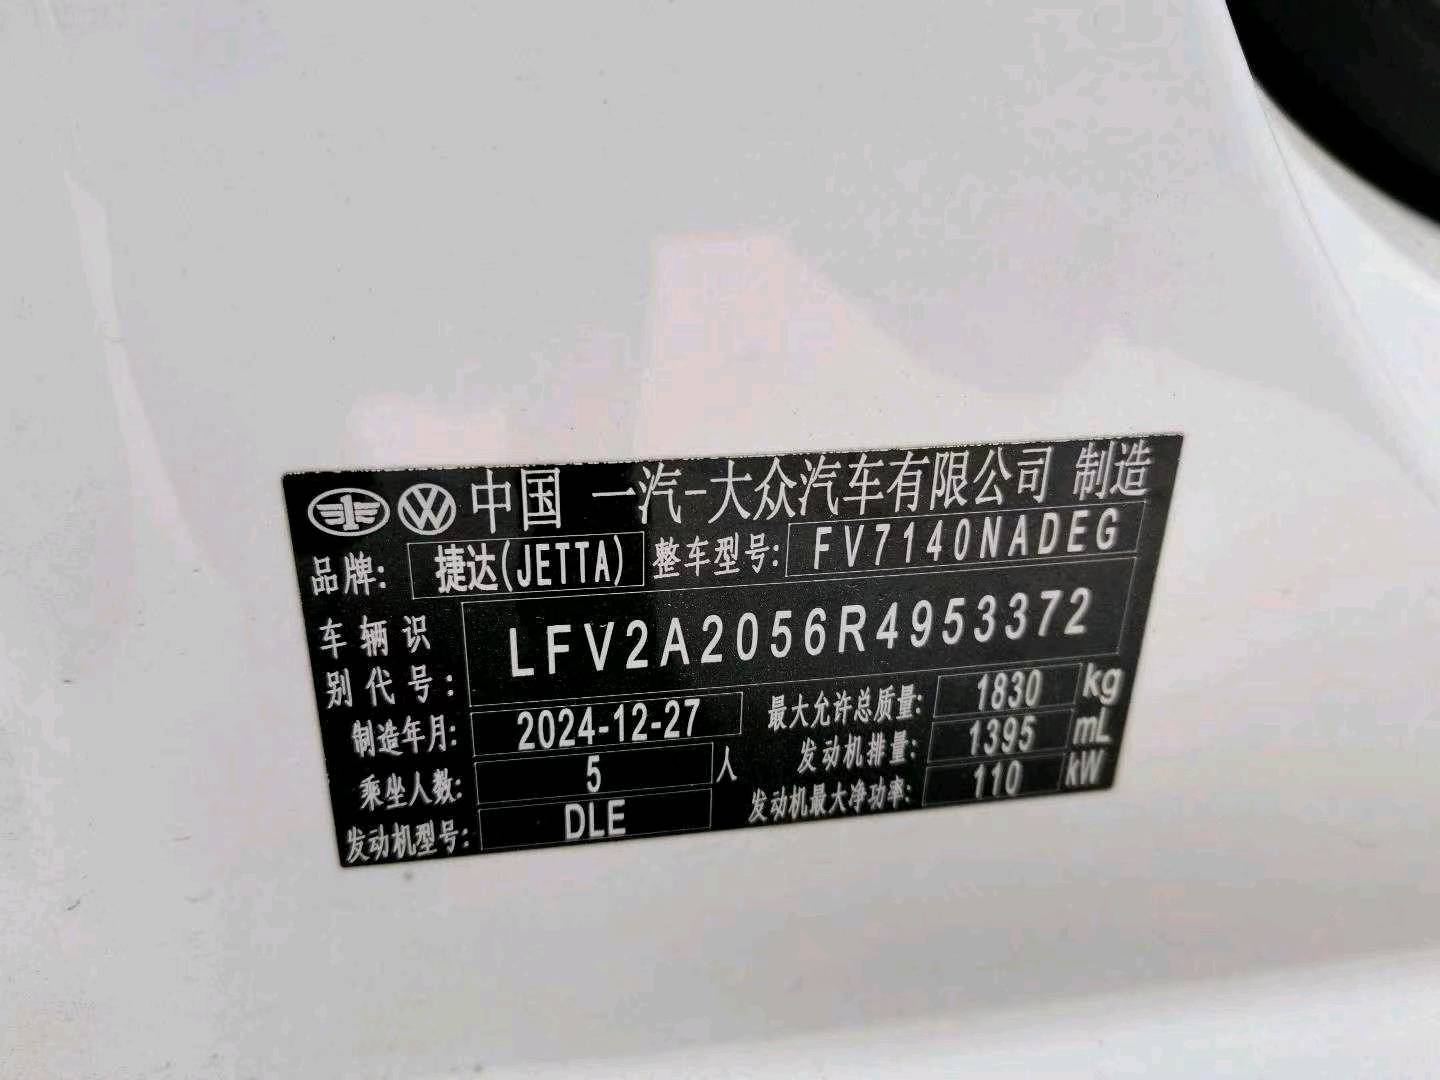 中国 一汽-大众汽车有限公司 制造
品牌: 捷达(JETTA) 整车型号: FV7140NADEG
车辆识别代号: LFV2A2056R4953372
制造年月: 2024-12-27 最大允许总质量: 1830 kg
乘坐人数: 5 人 发动机排量: 1395 mL
发动机型号: DLE 发动机最大净功率: 110 kW